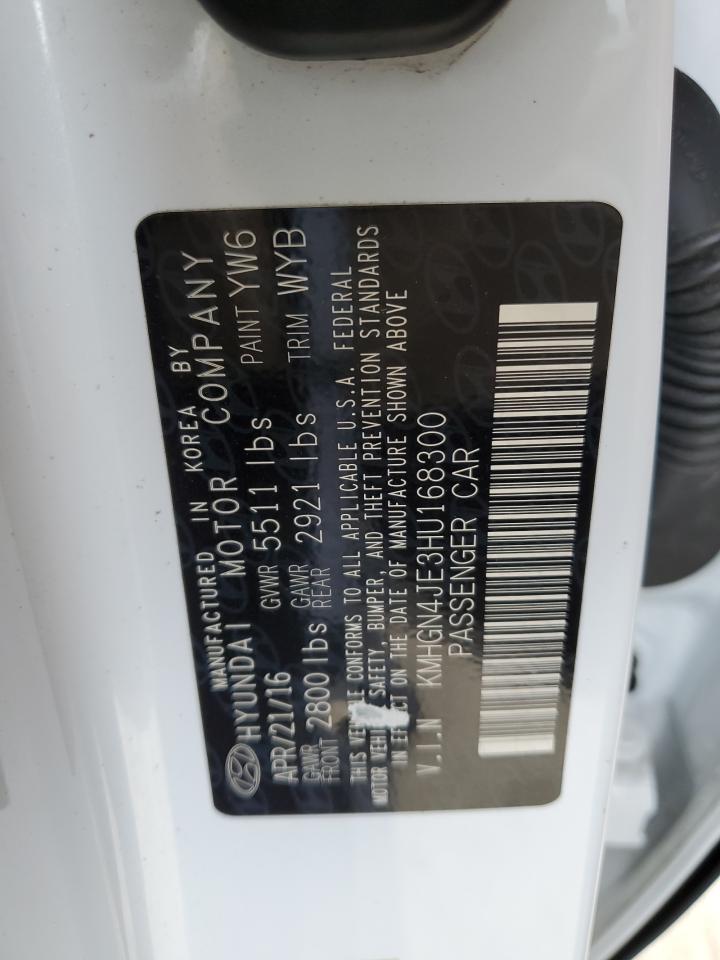 MANUFACTURED IN KOREA BY
HYUNDAI MOTOR COMPANY
APR/21/16 GVWR 5511 lbs PAINT YW6
GAWR FRONT 2800 lbs GAWR REAR 2921 lbs TRIM WYB
THIS VEHICLE CONFORMS TO ALL APPLICABLE U.S.A. FEDERAL
MOTOR VEHICLE SAFETY, BUMPER, AND THEFT PREVENTION STANDARDS
IN EFFECT ON THE DATE OF MANUFACTURE SHOWN ABOVE
V.I.N KMHGN4JE3HU168300
PASSENGER CAR